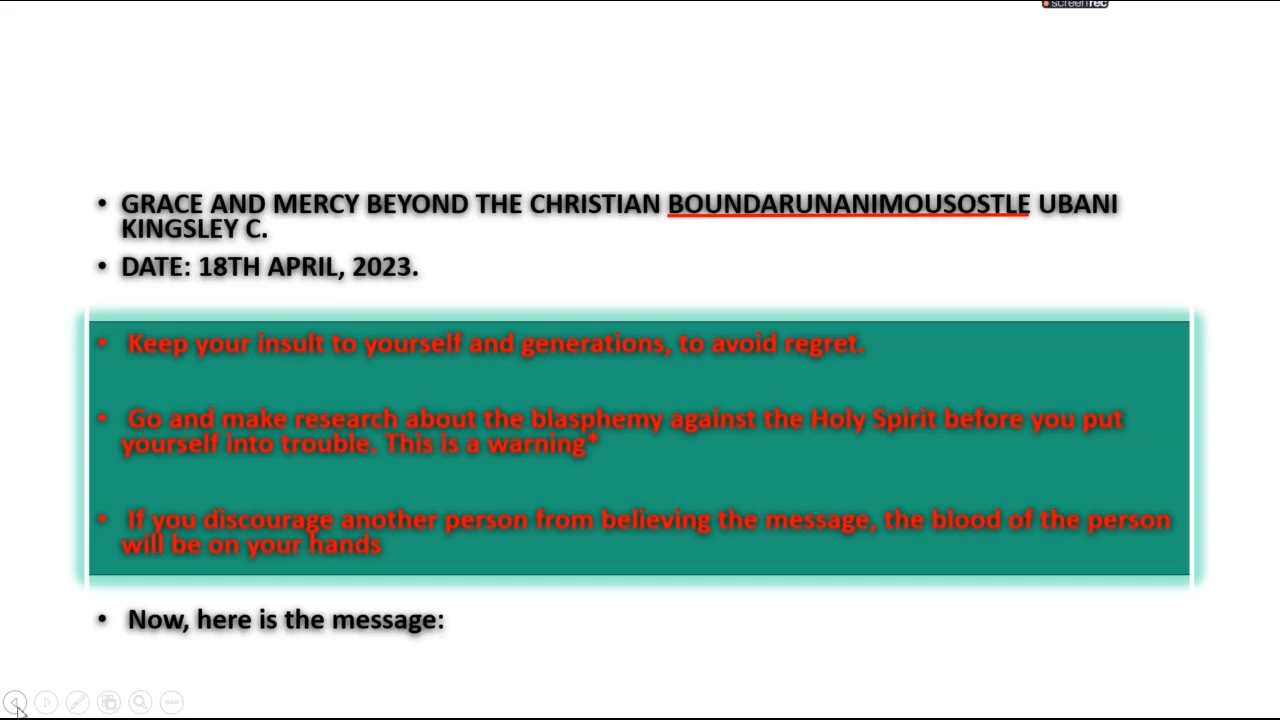 screenrec
• GRACE AND MERCY BEYOND THE CHRISTIAN BOUNDARUNANIMOUSOSTLE UBANI
KINGSLEY C.
• DATE: 18TH APRIL, 2023.
• Keep your insult to yourself and generations, to avoid regret.
• Go and make research about the blasphemy against the Holy Spirit before you put
yourself into trouble. This is a warning*
• If you discourage another person from believing the message, the blood of the person
will be on your hands
• Now, here is the message: